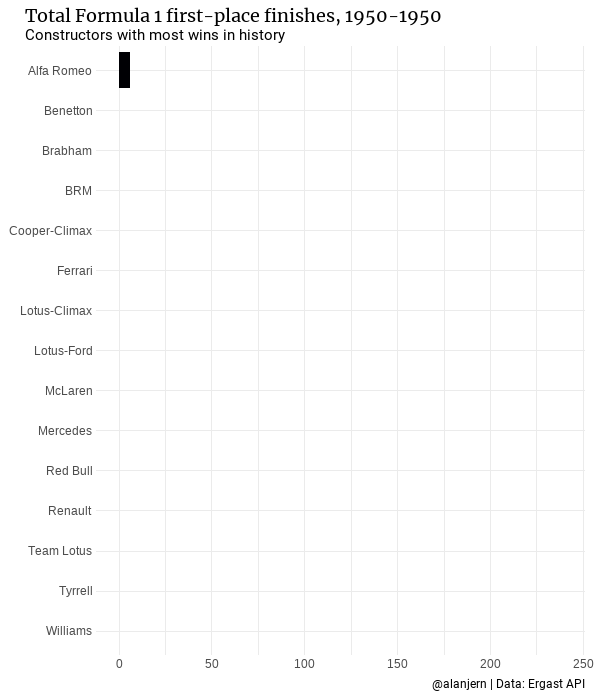 Total Formula 1 first-place finishes, 1950-1950
Constructors with most wins in history
Alfa Romeo
Benetton
Brabham
BRM
Cooper-Climax
Ferrari
Lotus-Climax
Lotus-Ford
McLaren
Mercedes
Red Bull
Renault
Team Lotus
Tyrrell
Williams
0 50 100 150 200 250
@alanjern | Data: Ergast API